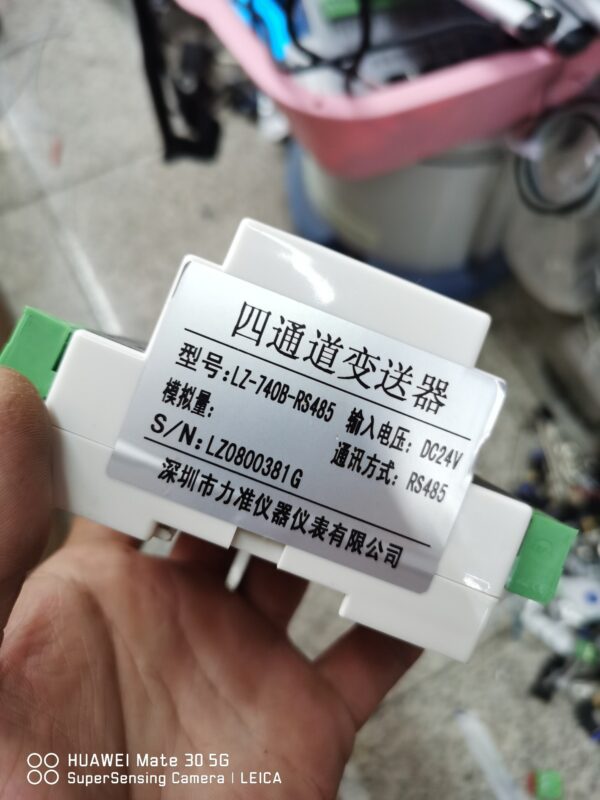 四通道变送器
型号:LZ-740B-RS485 输入电压: DC24V
模拟量: 通讯方式: RS485
S/N:LZ0800381G
深圳市力准仪器仪表有限公司
HUAWEI Mate 30 5G
SuperSensing Camera | LEICA